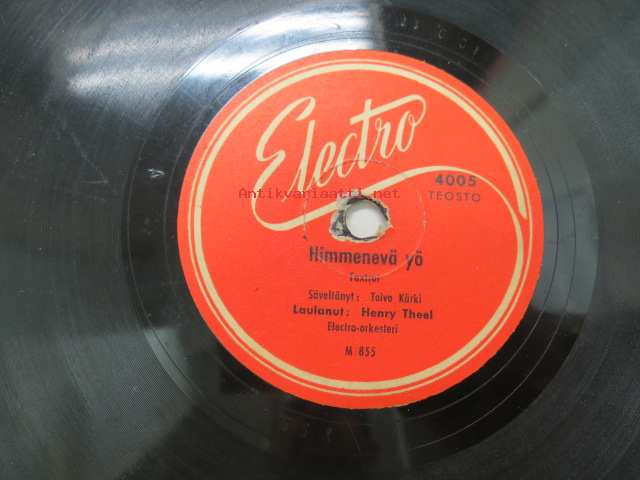 Electro
4005
TEOSTO
Antikvariaatti.net
Himmenevä yö
Foxtrot
Säveltänyt: Toivo Kärki
Laulanut: Henry Theel
Electro-orkesteri
M 855